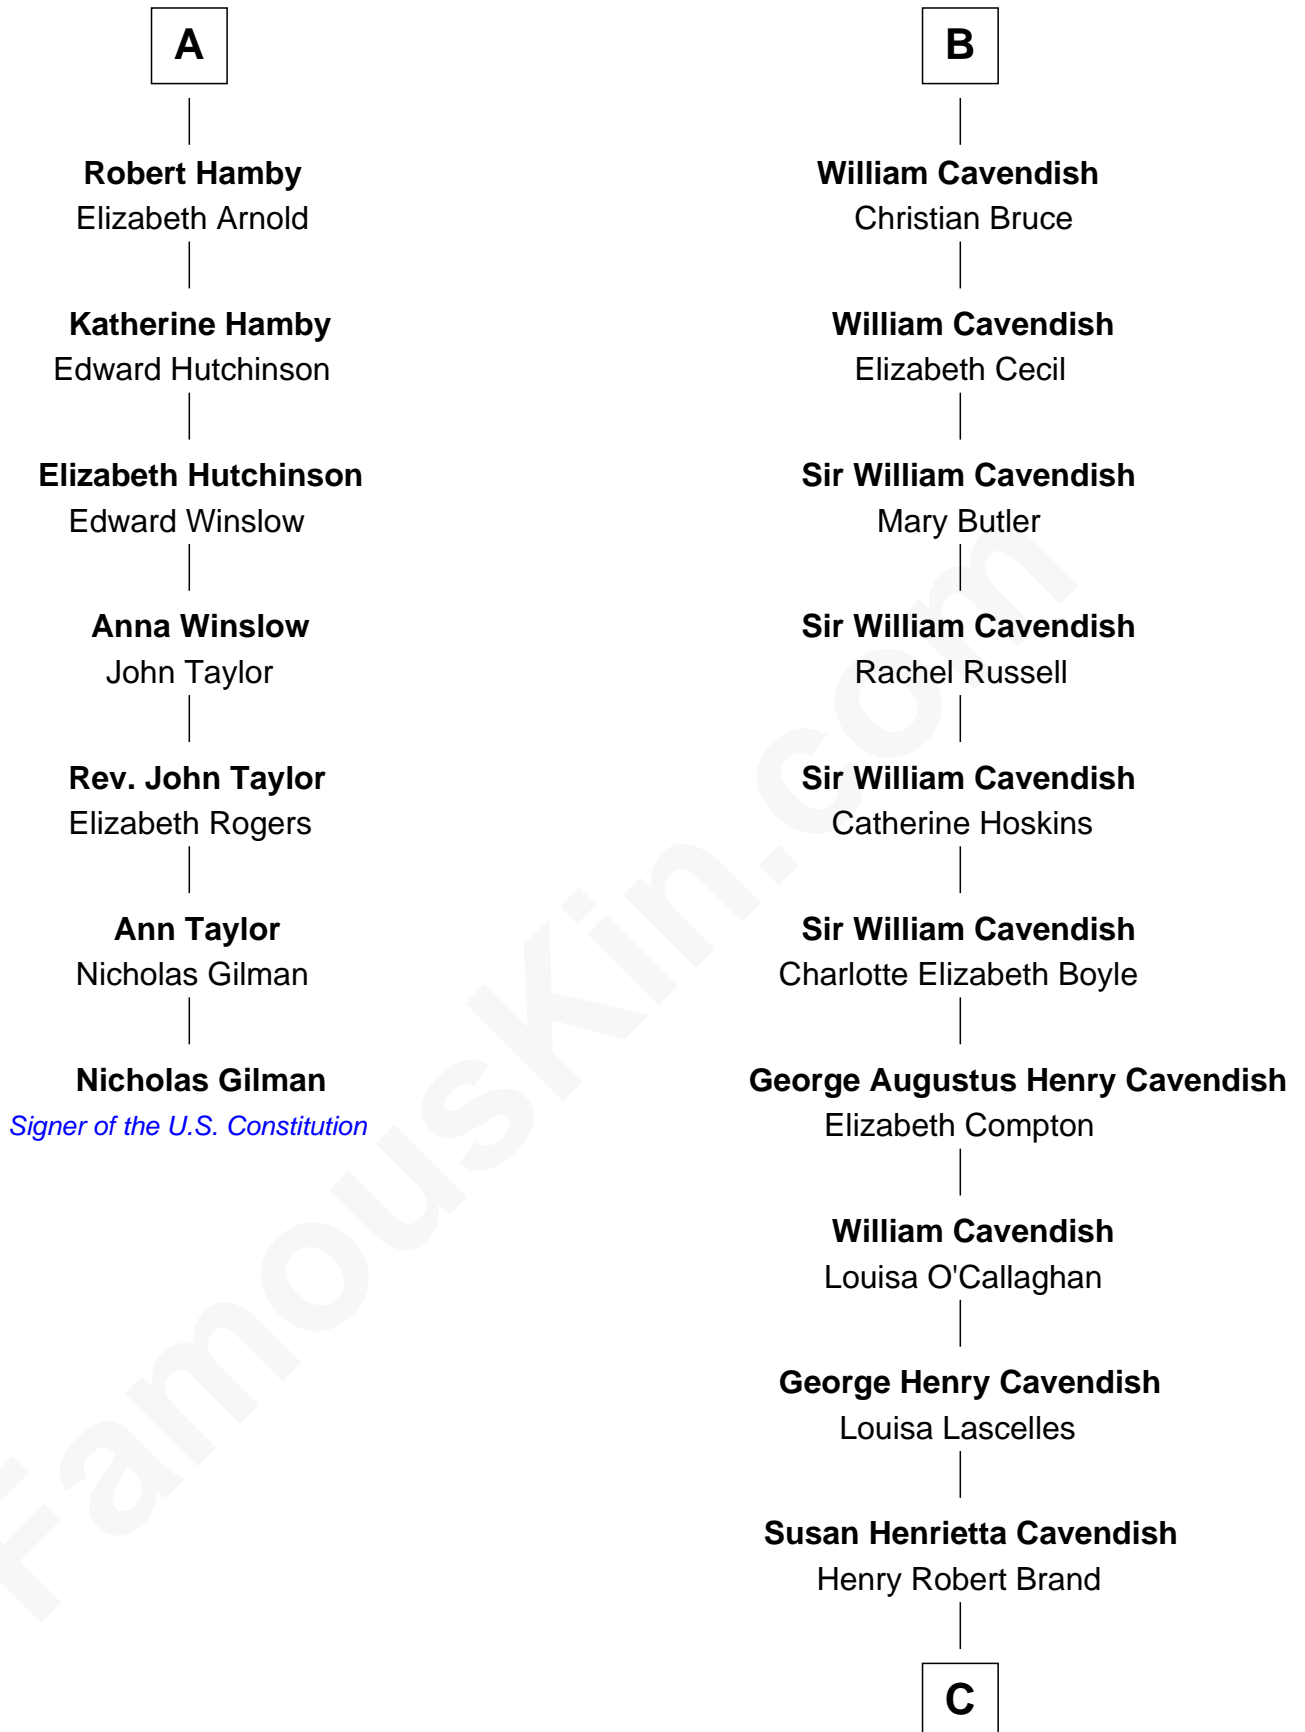 A
Robert Hamby
Elizabeth Arnold
Katherine Hamby
Edward Hutchinson
Elizabeth Hutchinson
Edward Winslow
Anna Winslow
John Taylor
Rev. John Taylor
Elizabeth Rogers
Ann Taylor
Nicholas Gilman
Nicholas Gilman
Signer of the U.S. Constitution
B
William Cavendish
Christian Bruce
William Cavendish
Elizabeth Cecil
Sir William Cavendish
Mary Butler
Sir William Cavendish
Rachel Russell
Sir William Cavendish
Catherine Hoskins
Sir William Cavendish
Charlotte Elizabeth Boyle
George Augustus Henry Cavendish
Elizabeth Compton
William Cavendish
Louisa O'Callaghan
George Henry Cavendish
Louisa Lascelles
Susan Henrietta Cavendish
Henry Robert Brand
C
FamousKin.com